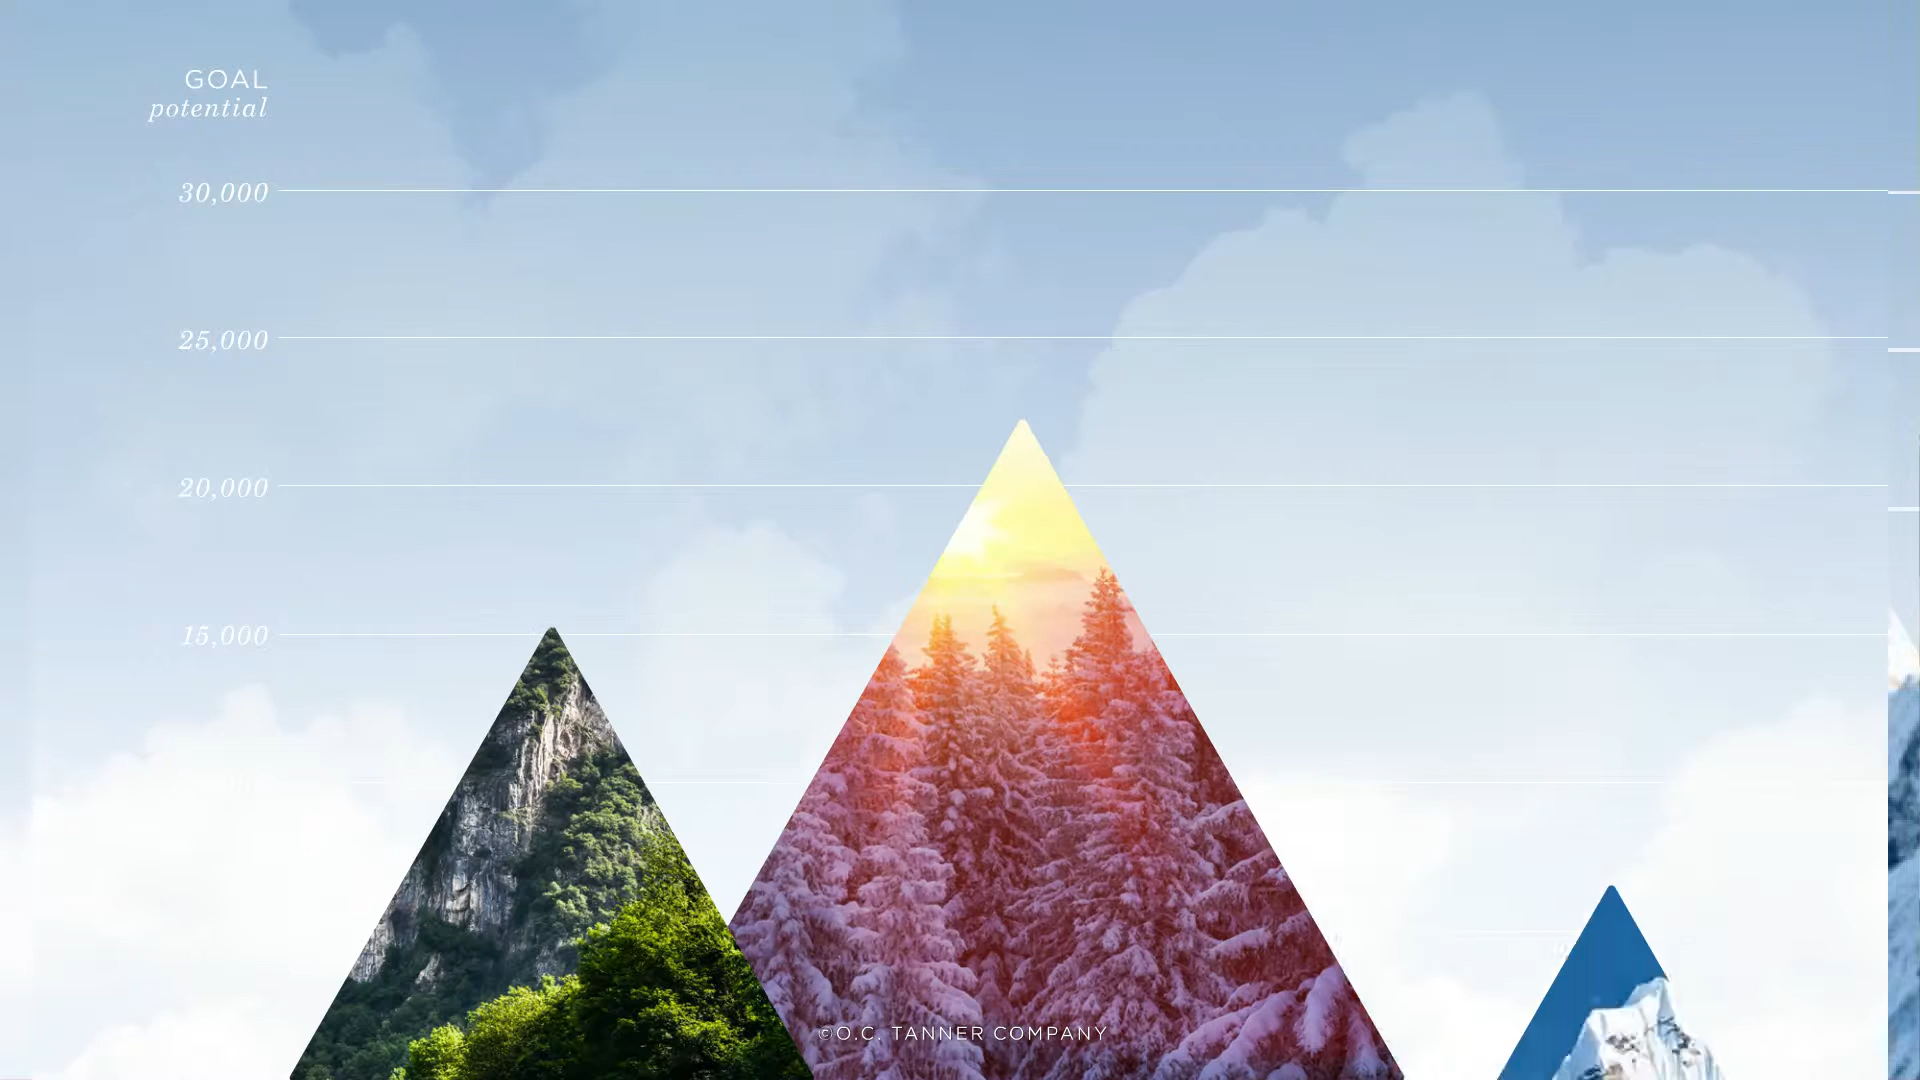 GOAL
potential
30,000
25,000
20,000
15,000
©O.C. TANNER COMPANY